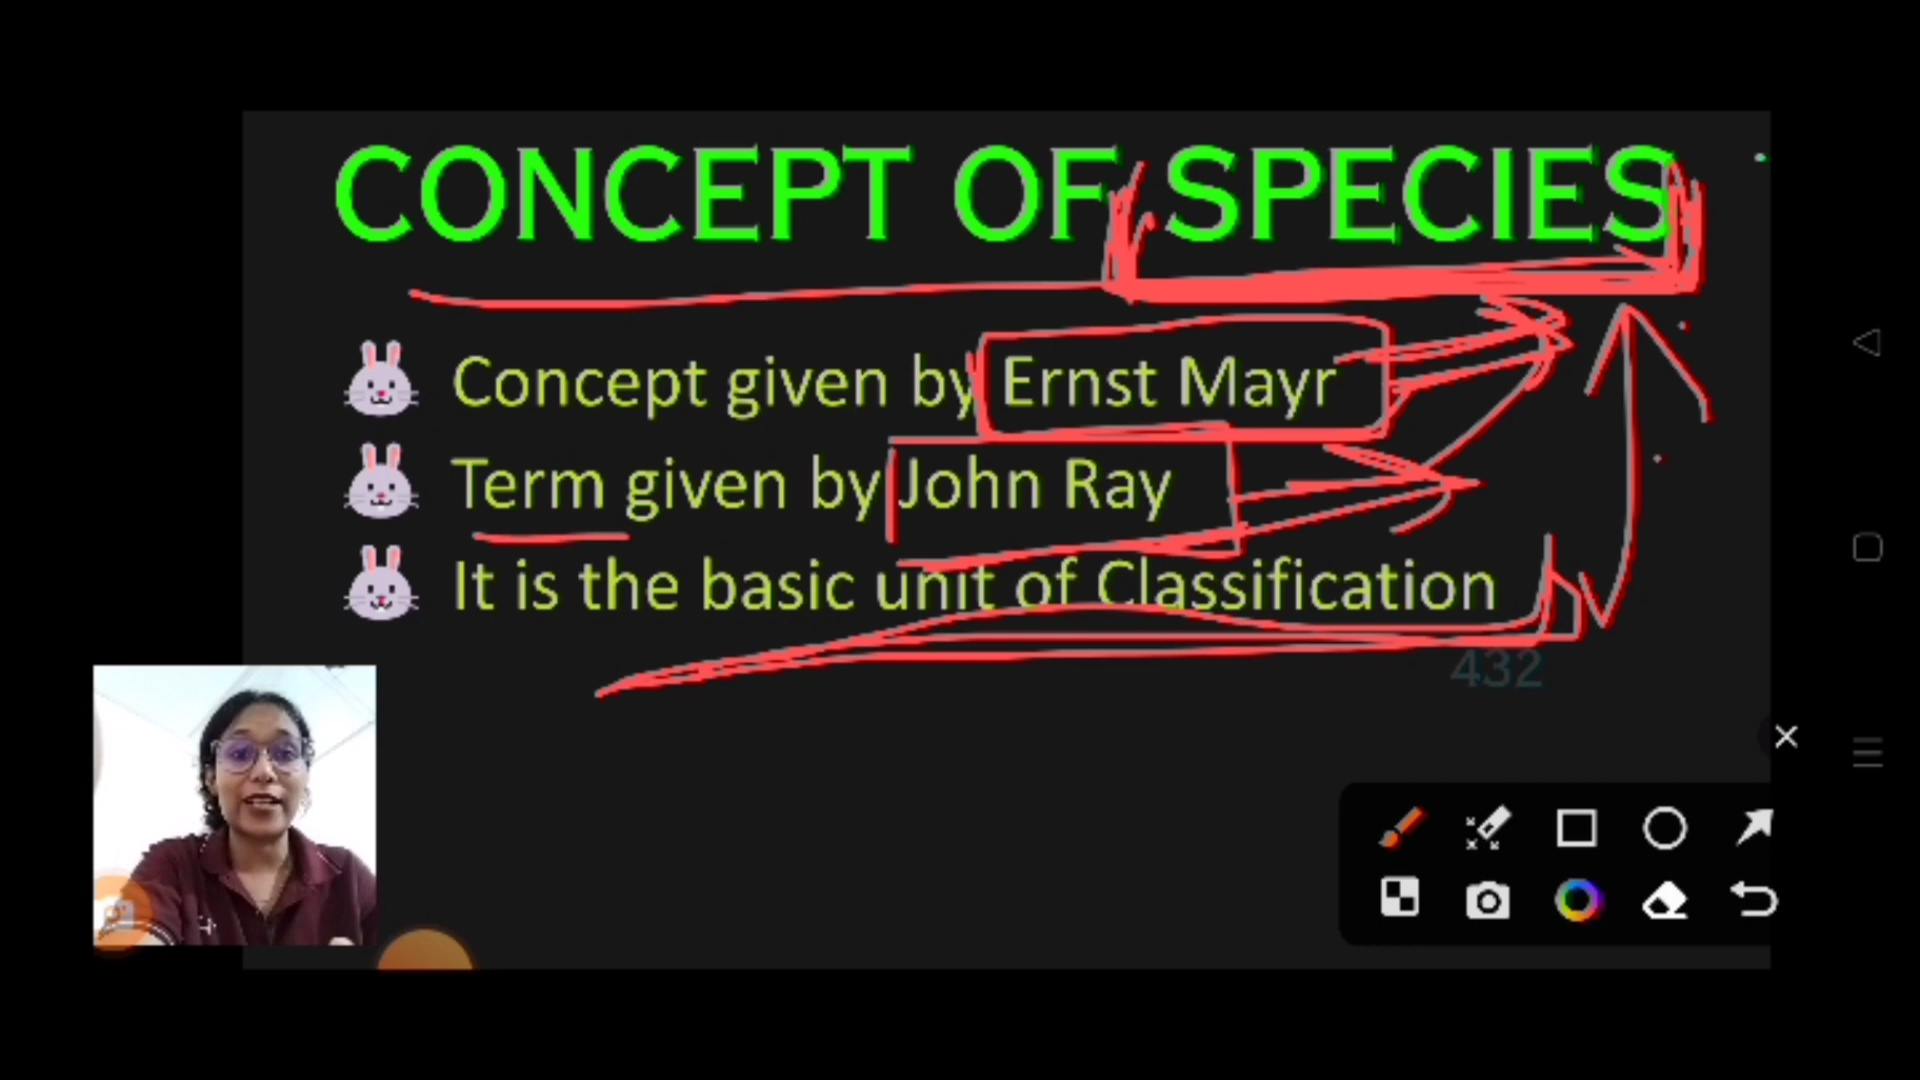 CONCEPT OF SPECIES
Concept given by Ernst Mayr
Term given by John Ray
It is the basic unit of Classification
432